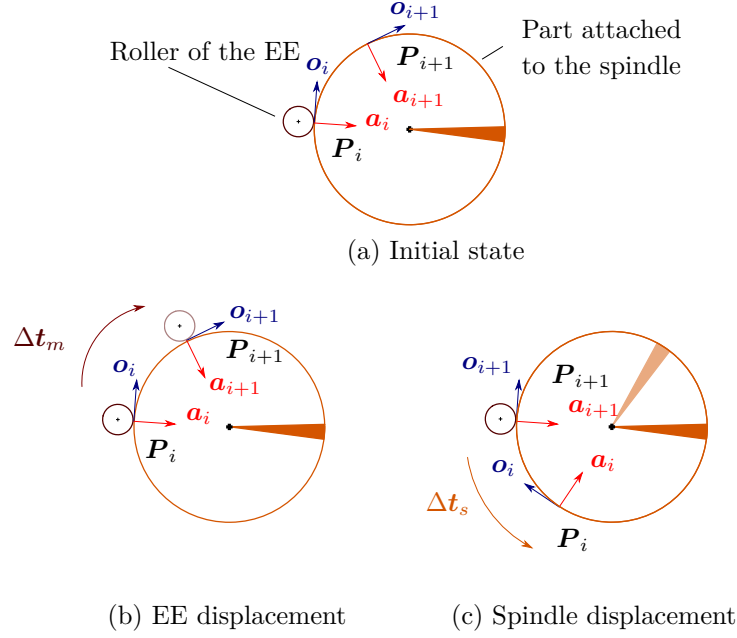 Roller of the EE
Part attached
to the spindle
o_{i+1}
P_{i+1}
o_i
a_{i+1}
a_i
P_i
(a) Initial state
Δt_m
o_{i+1}
P_{i+1}
o_i
a_{i+1}
a_i
P_i
(b) EE displacement
o_{i+1}
P_{i+1}
a_{i+1}
o_i
a_i
Δt_s
P_i
(c) Spindle displacement